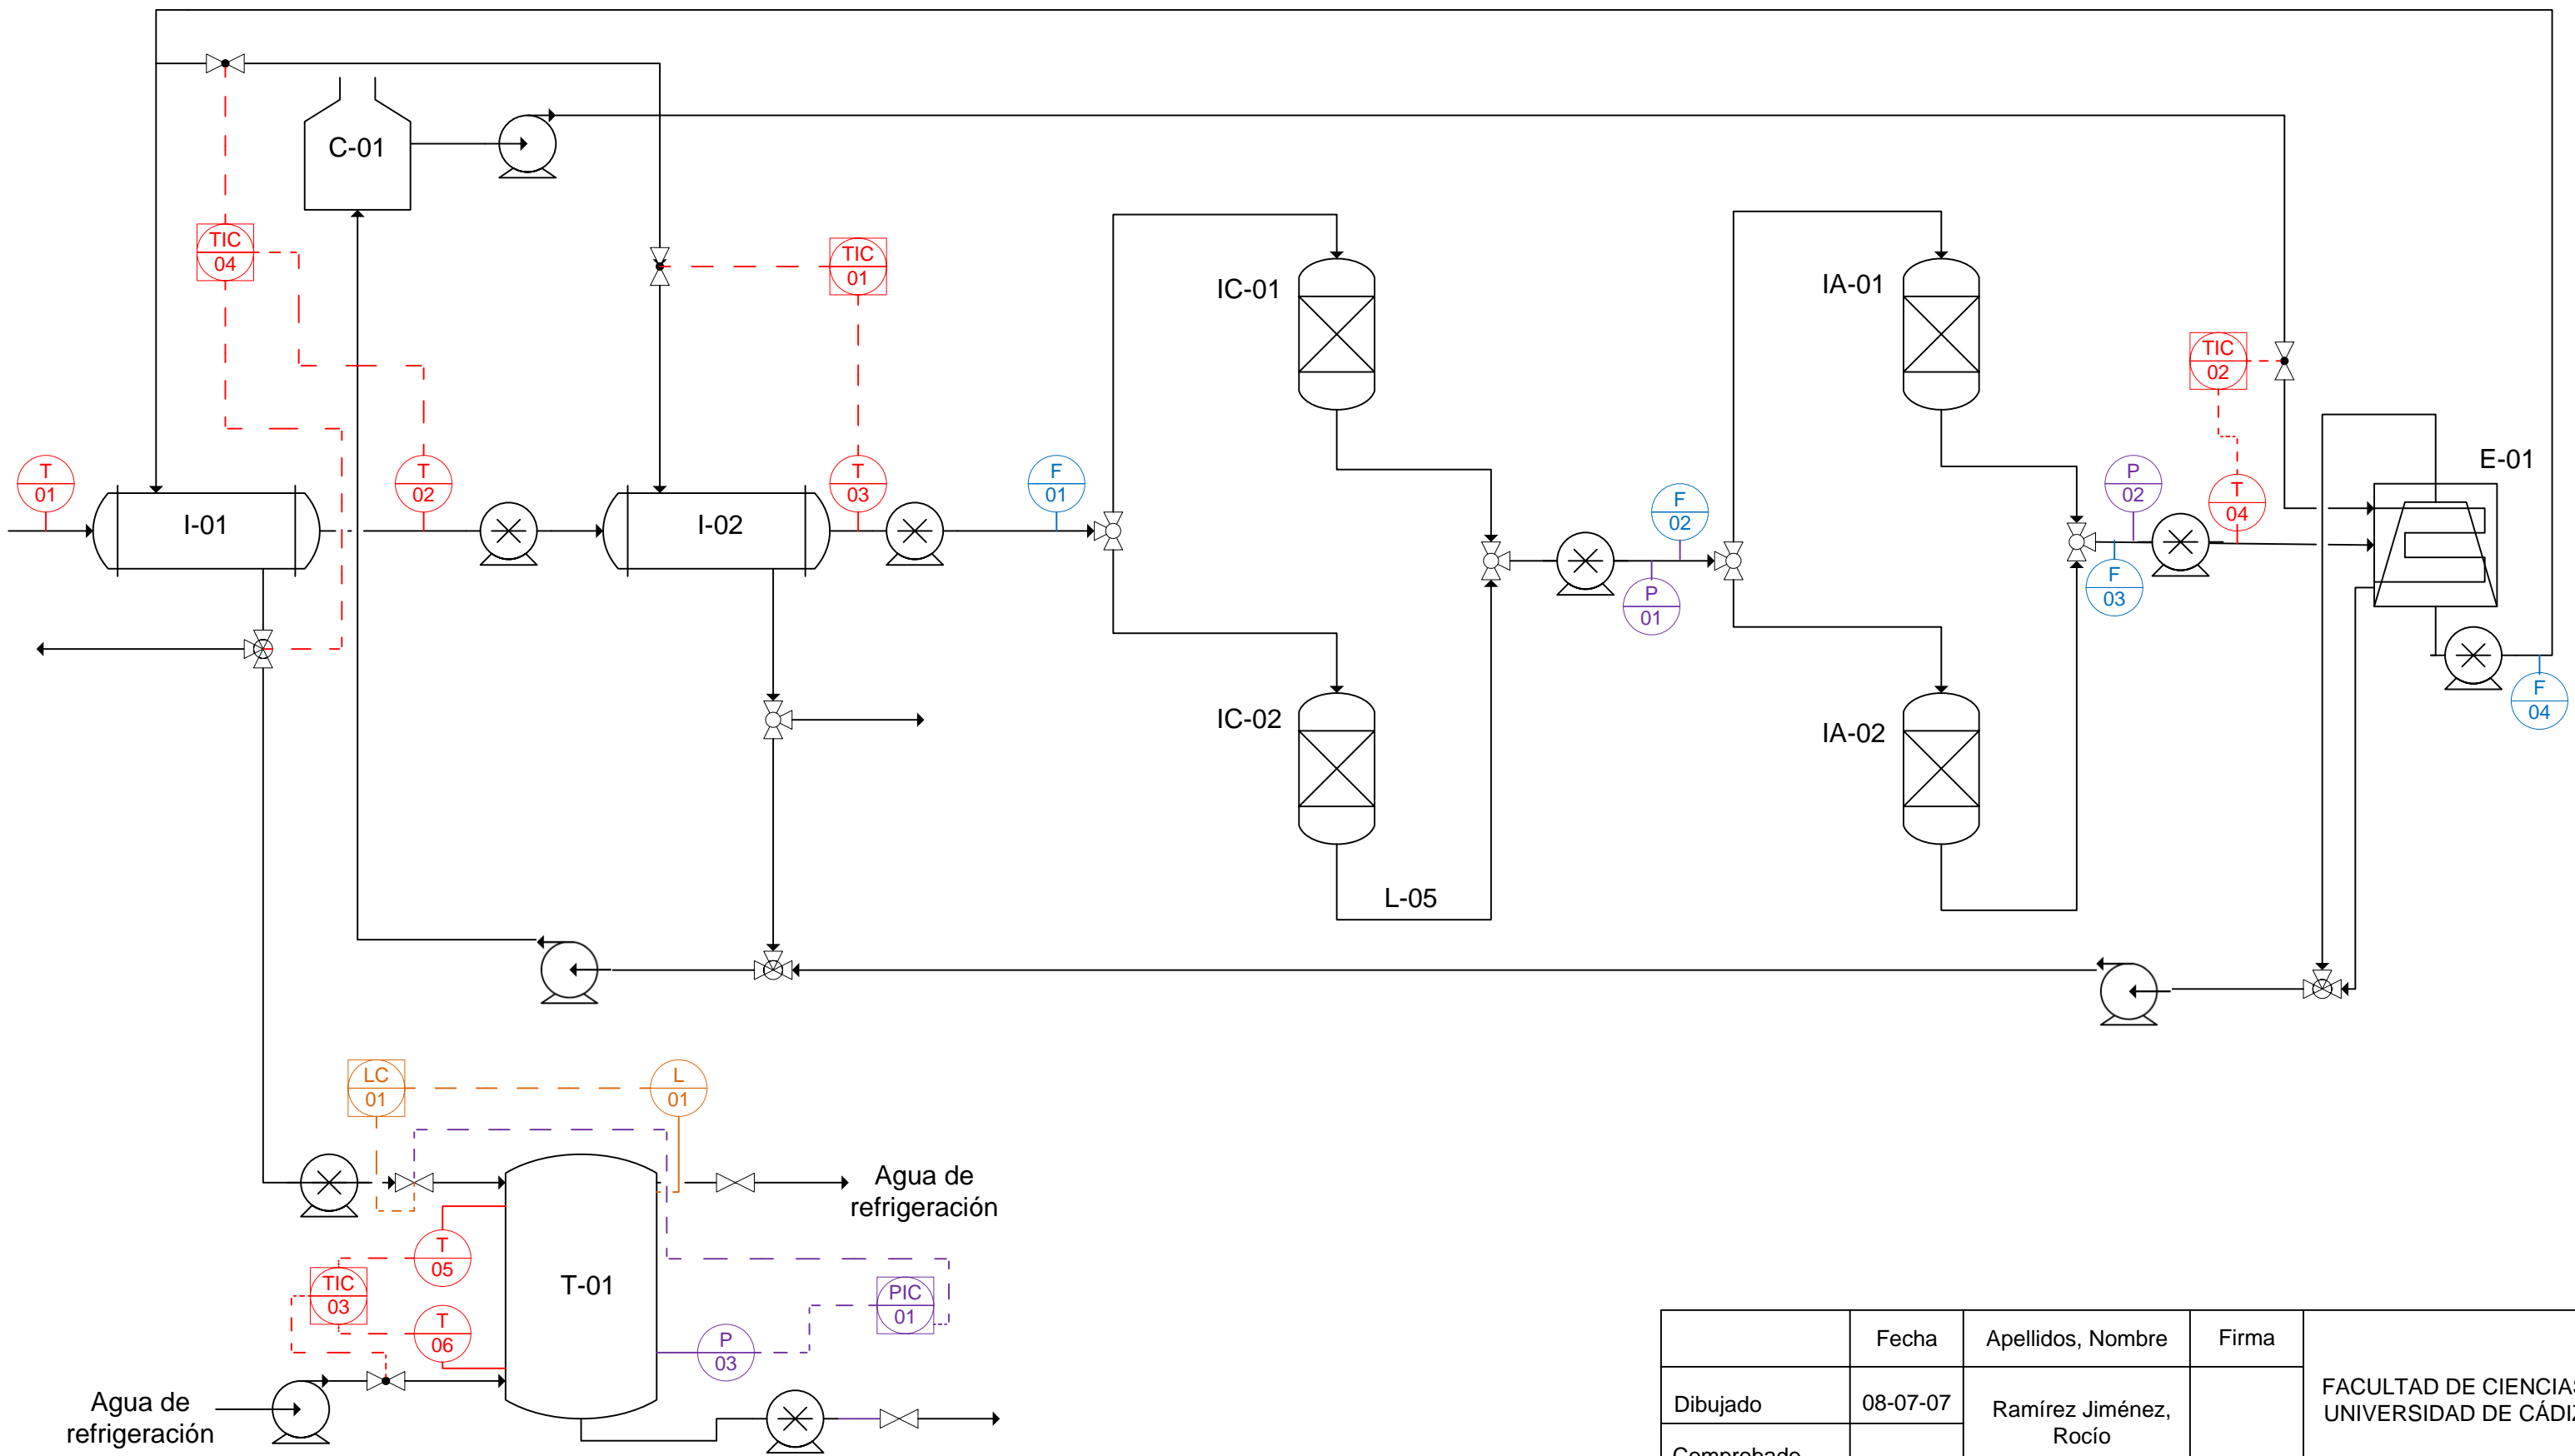 C-01
TIC
04
TIC
01
IC-01
IA-01
TIC
02
T
01
I-01
T
02
I-02
T
03
F
01
F
02
P
01
P
02
F
03
T
04
E-01
F
04
IC-02
IA-02
L-05
LC
01
L
01
Agua de
refrigeración
T
05
TIC
03
T
06
T-01
PIC
01
P
03
Agua de
refrigeración
Fecha
Apellidos, Nombre
Firma
Dibujado
08-07-07
Ramírez Jiménez,
Rocío
FACULTAD DE CIENCIAS
UNIVERSIDAD DE CÁDIZ
Comprobado